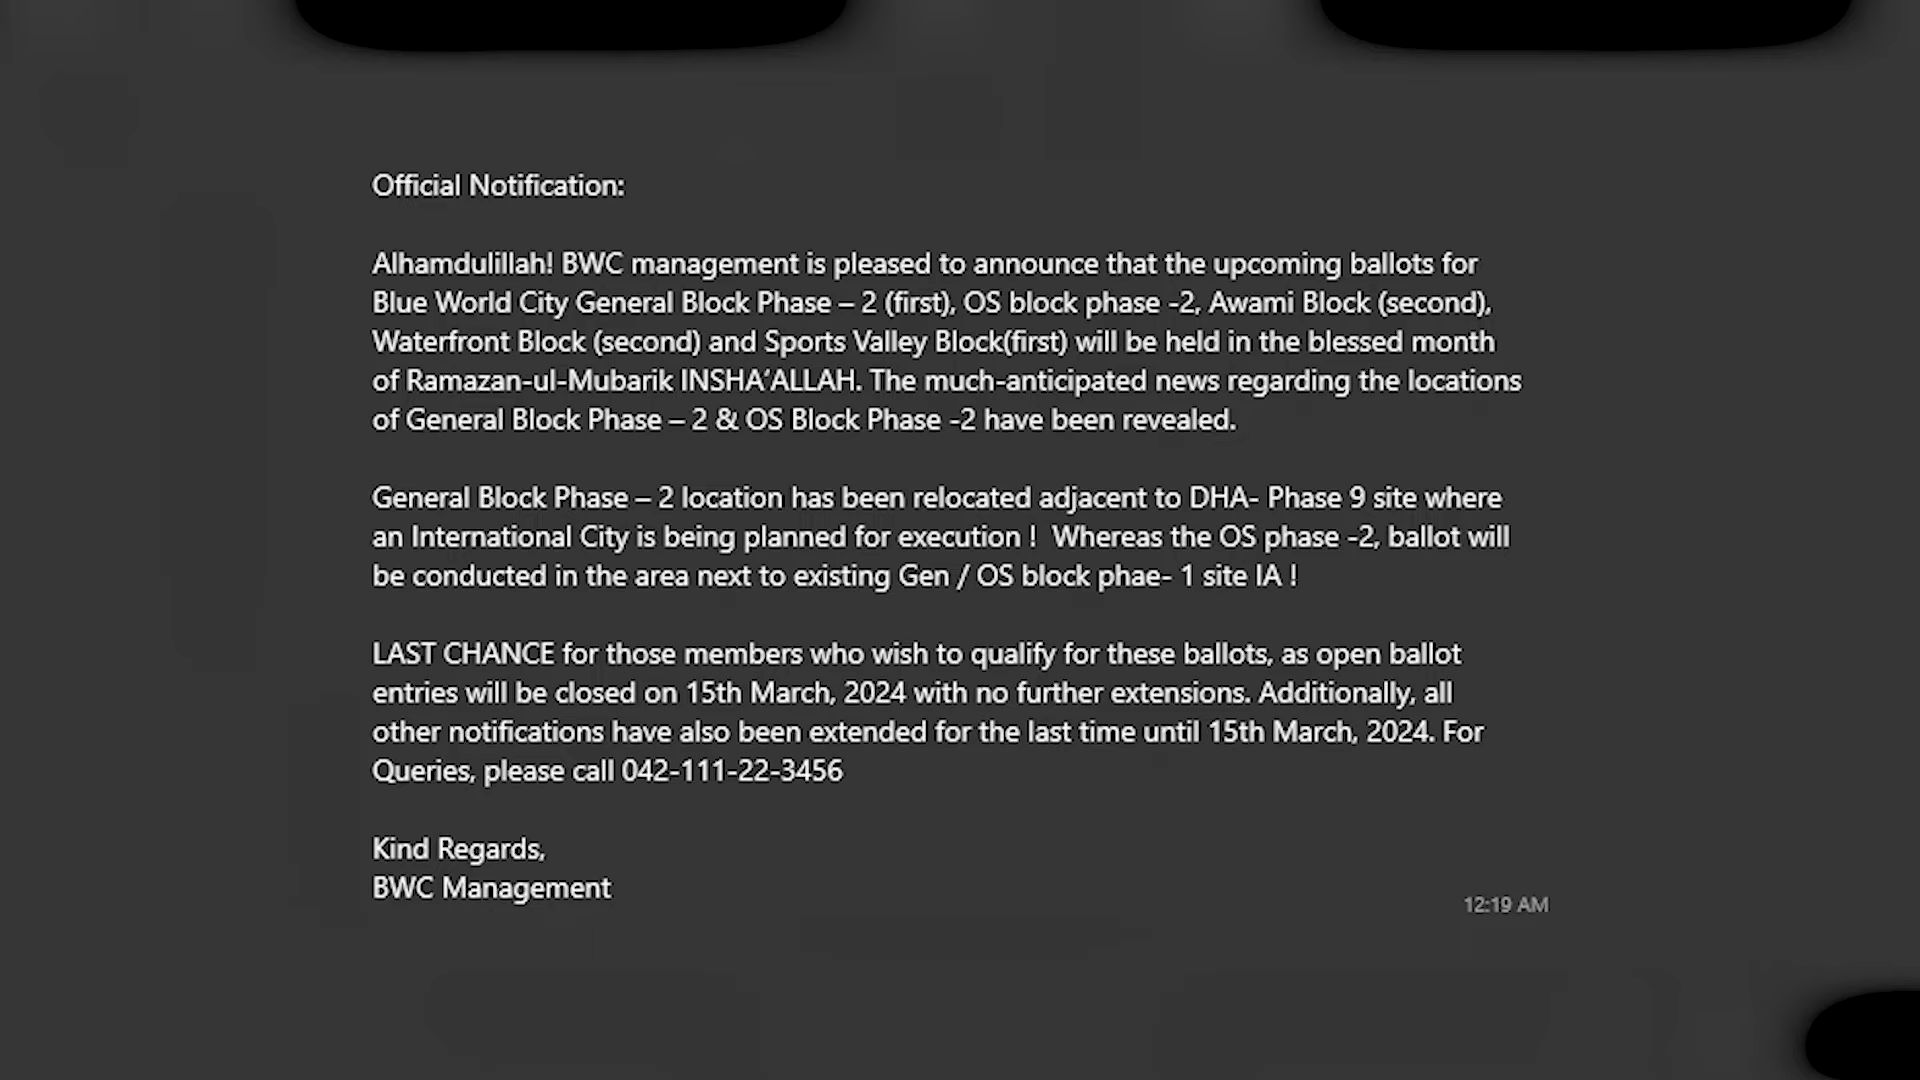 Official Notification:
Alhamdulillah! BWC management is pleased to announce that the upcoming ballots for
Blue World City General Block Phase – 2 (first), OS block phase -2, Awami Block (second),
Waterfront Block (second) and Sports Valley Block(first) will be held in the blessed month
of Ramazan-ul-Mubarik INSHA’ALLAH. The much-anticipated news regarding the locations
of General Block Phase – 2 & OS Block Phase -2 have been revealed.
General Block Phase – 2 location has been relocated adjacent to DHA- Phase 9 site where
an International City is being planned for execution !  Whereas the OS phase -2, ballot will
be conducted in the area next to existing Gen / OS block phae- 1 site IA !
LAST CHANCE for those members who wish to qualify for these ballots, as open ballot
entries will be closed on 15th March, 2024 with no further extensions. Additionally, all
other notifications have also been extended for the last time until 15th March, 2024. For
Queries, please call 042-111-22-3456
Kind Regards,
BWC Management
12:19 AM